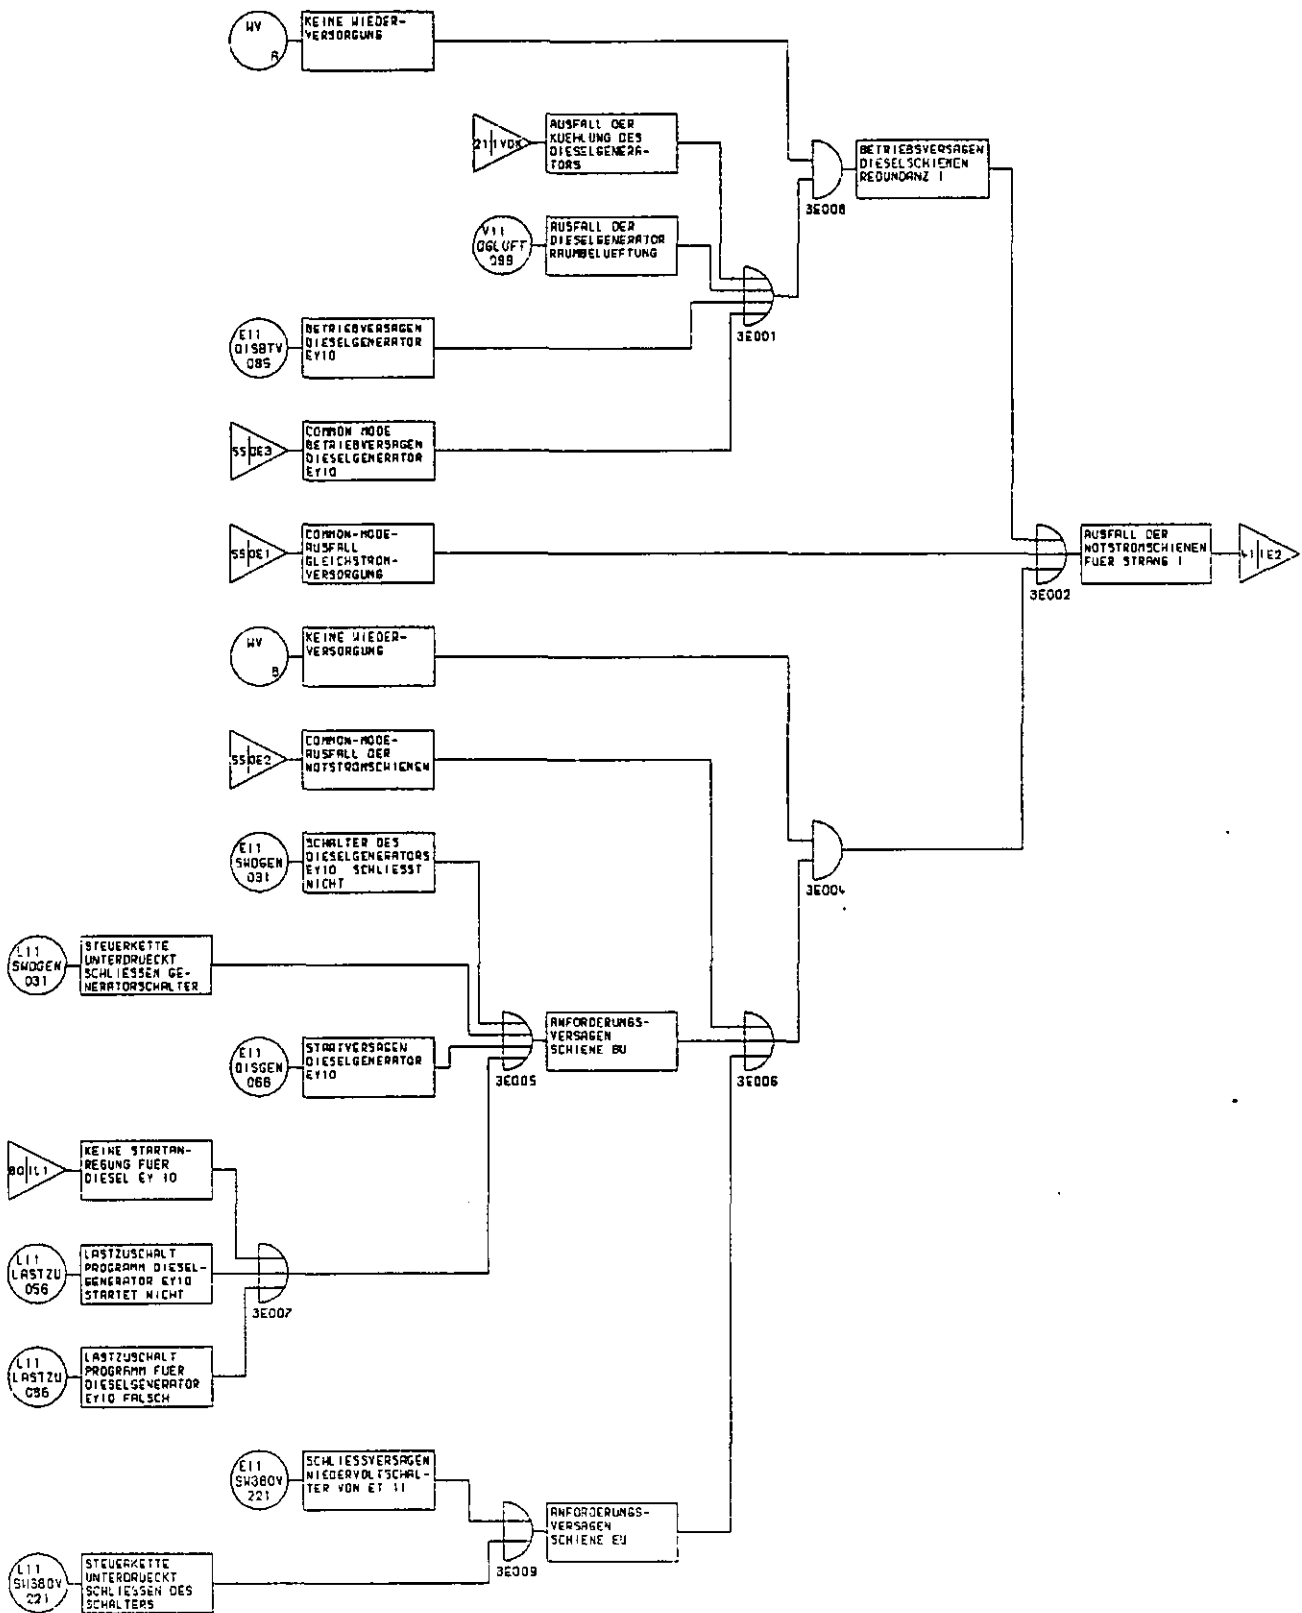 WV
A
KEINE WIEDER-
VERSORGUNG
21 1VDK
AUSFALL DER
KUEHLUNG DES
DIESELGENERA-
TORS
3E008
BETRIEBSVERSAGEN
DIESELSCHIENEN
REDUNDANZ I
V11
DGLUFT
099
AUSFALL DER
DIESELGENERATOR
RAUMBELUEFTUNG
3E001
E11
DISBTV
085
BETRIEBVERSAGEN
DIESELGENERATOR
EY10
55 0E3
COMMON MODE
BETRIEBVERSAGEN
DIESELGENERATOR
EY10
55 0E1
COMMON-MODE-
AUSFALL
GLEICHSTROM-
VERSORGUNG
3E002
AUSFALL DER
NOTSTROMSCHIENEN
FUER STRANG I
41 1E2
WV
B
KEINE WIEDER-
VERSORGUNG
55 0E2
COMMON-MODE-
AUSFALL DER
NOTSTROMSCHIENEN
E11
SWDGEN
031
SCHALTER DES
DIESELGENERATORS
EY10 SCHLIESST
NICHT
3E004
L11
SWDGEN
031
STEUERKETTE
UNTERDRUECKT
SCHLIESSEN GE-
NERATORSCHALTER
E11
DISGEN
066
STARTVERSAGEN
DIESELGENERATOR
EY10
3E005
ANFORDERUNGS-
VERSAGEN
SCHIENE BU
3E006
80 1L1
KEINE STARTAN-
REGUNG FUER
DIESEL EY 10
L11
LASTZU
056
LASTZUSCHALT
PROGRAMM DIESEL-
GENERATOR EY10
STARTET NICHT
3E007
L11
LASTZU
086
LASTZUSCHALT
PROGRAMM FUER
DIESELGENERATOR
EY10 FALSCH
E11
SW380V
221
SCHLIESSVERSAGEN
NIEDERVOLTSCHAL-
TER VON ET 11
3E009
ANFORDERUNGS-
VERSAGEN
SCHIENE EU
L11
SW380V
221
STEUERKETTE
UNTERDRUECKT
SCHLIESSEN DES
SCHALTERS